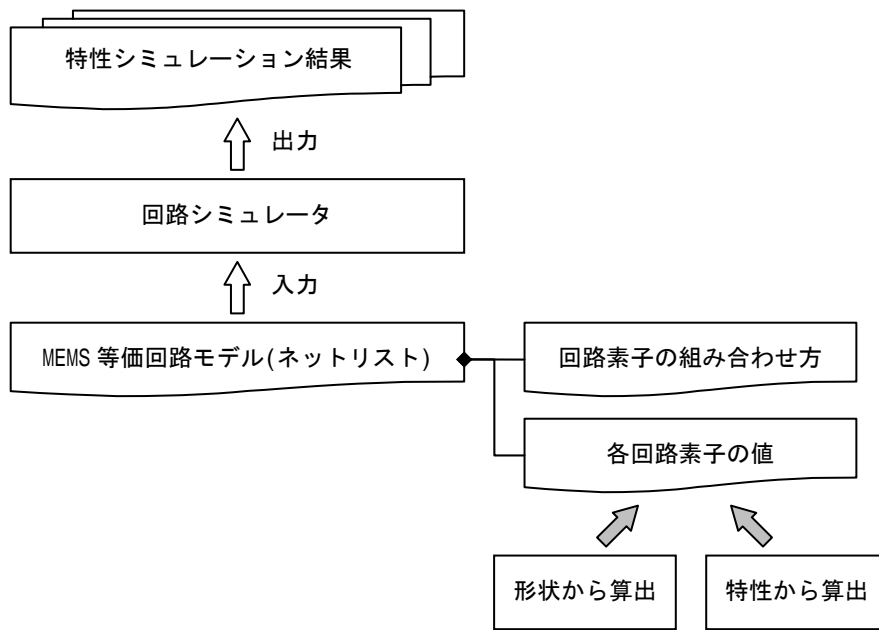 特性シミュレーション結果
出力
回路シミュレータ
入力
MEMS 等価回路モデル(ネットリスト)
回路素子の組み合わせ方
各回路素子の値
形状から算出
特性から算出